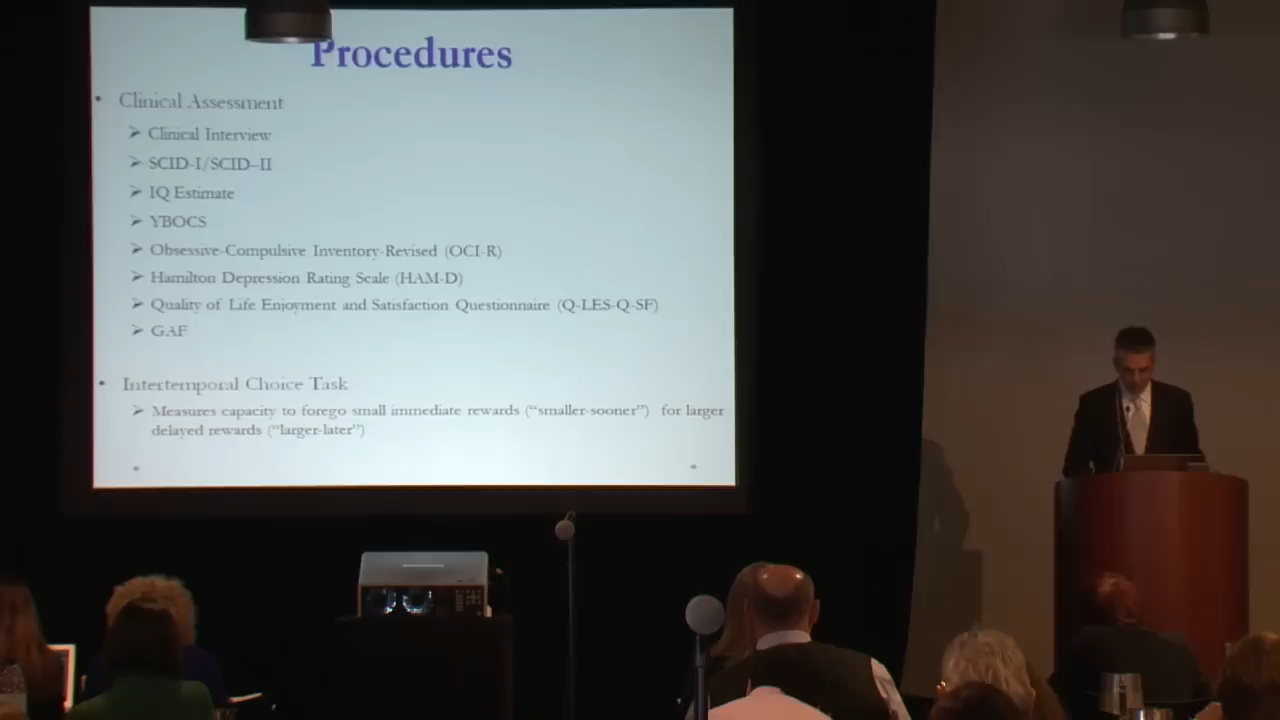 Procedures
• Clinical Assessment
➤ Clinical Interview
➤ SCID-I/SCID–II
➤ IQ Estimate
➤ YBOCS
➤ Obsessive-Compulsive Inventory-Revised (OCI-R)
➤ Hamilton Depression Rating Scale (HAM-D)
➤ Quality of Life Enjoyment and Satisfaction Questionnaire (Q-LES-Q-SF)
➤ GAF
• Intertemporal Choice Task
➤ Measures capacity to forego small immediate rewards (“smaller-sooner”) for larger
delayed rewards (“larger-later”)